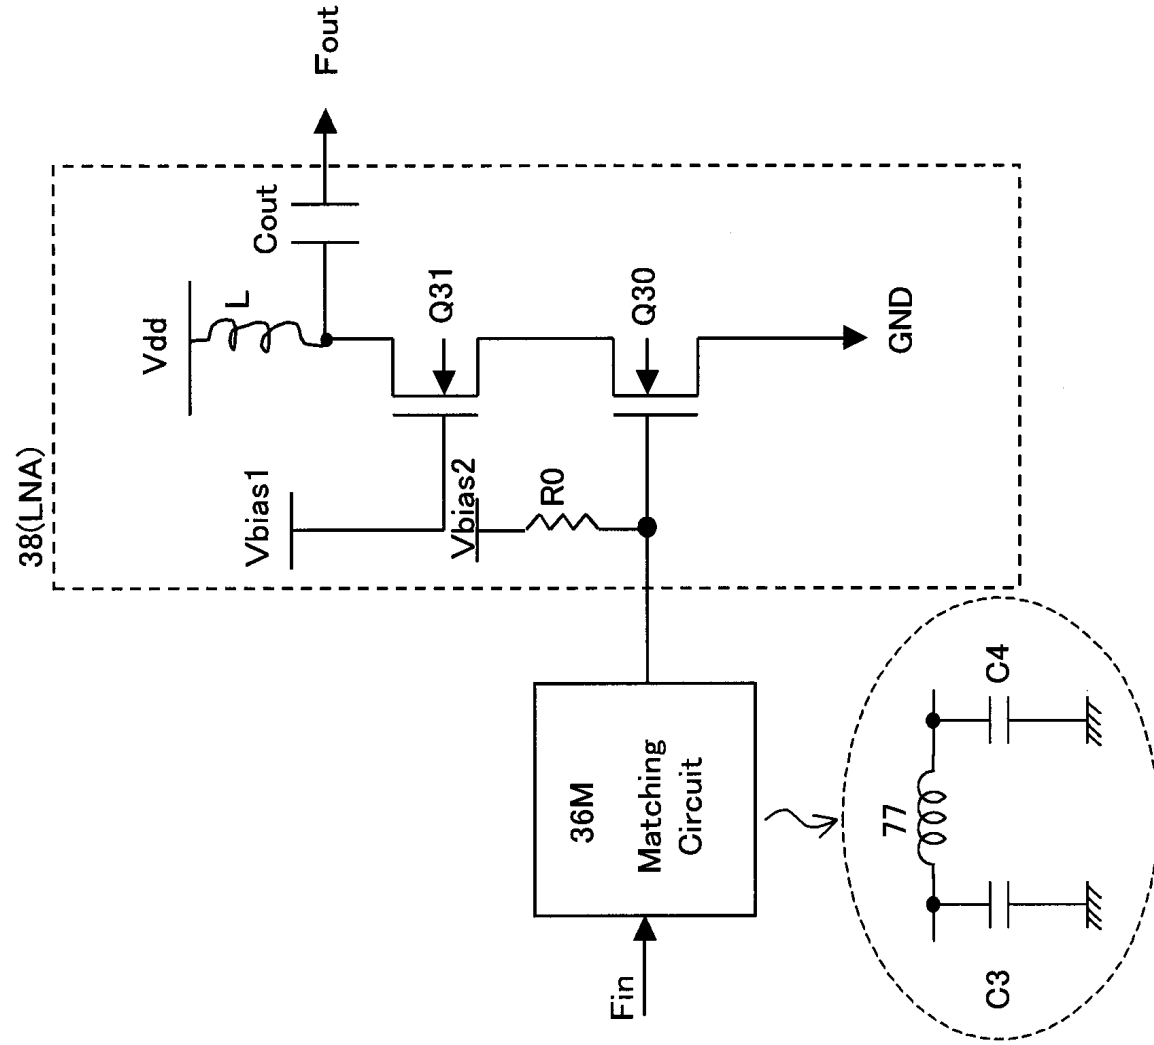 38(LNA)
Vdd
L
Cout
Fout
Vbias1
Q31
Vbias2
R0
Q30
GND
Fin
36M
Matching
Circuit
77
C3
C4